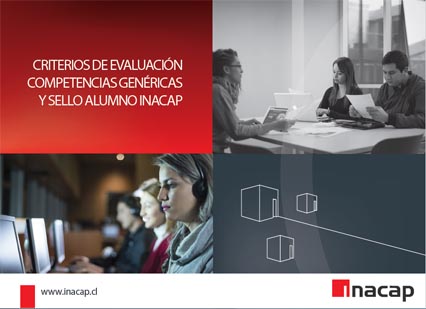 CRITERIOS DE EVALUACIÓN
COMPETENCIAS GENÉRICAS
Y SELLO ALUMNO INACAP
www.inacap.cl
inacap